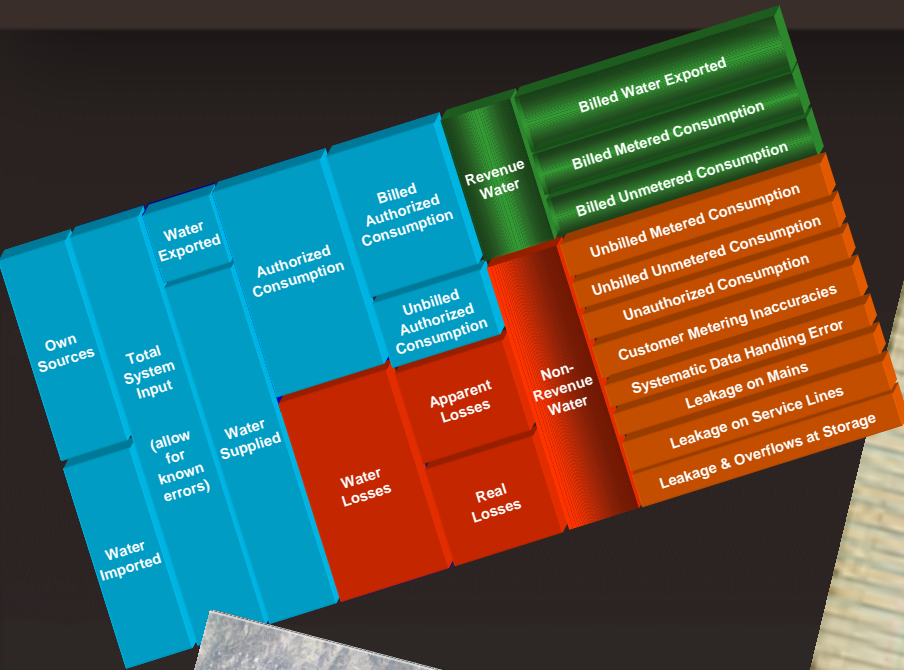 Own
Sources
Water
Imported
Total
System
Input
(allow
for
known
errors)
Water
Exported
Water
Supplied
Authorized
Consumption
Water
Losses
Billed
Authorized
Consumption
Unbilled
Authorized
Consumption
Apparent
Losses
Real
Losses
Revenue
Water
Non-
Revenue
Water
Billed Water Exported
Billed Metered Consumption
Billed Unmetered Consumption
Unbilled Metered Consumption
Unbilled Unmetered Consumption
Unauthorized Consumption
Customer Metering Inaccuracies
Systematic Data Handling Error
Leakage on Mains
Leakage on Service Lines
Leakage & Overflows at Storage